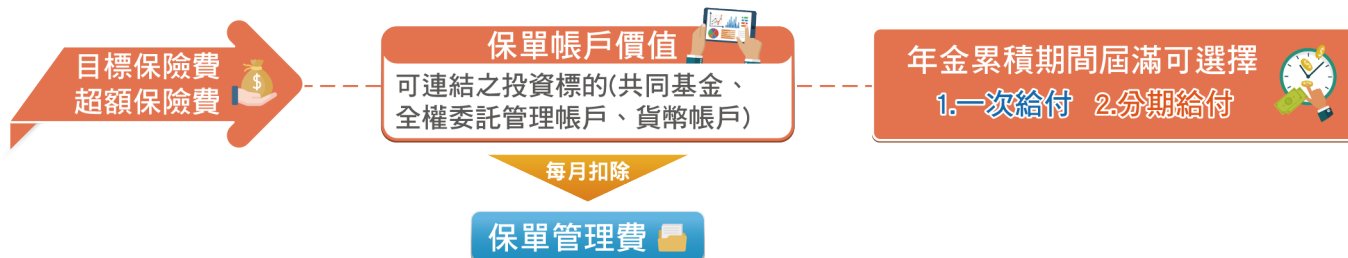 目標保險費
超額保險費
保單帳戶價值
可連結之投資標的(共同基金、
全權委託管理帳戶、貨幣帳戶)
每月扣除
保單管理費
年金累積期間屆滿可選擇
1.一次給付 2.分期給付